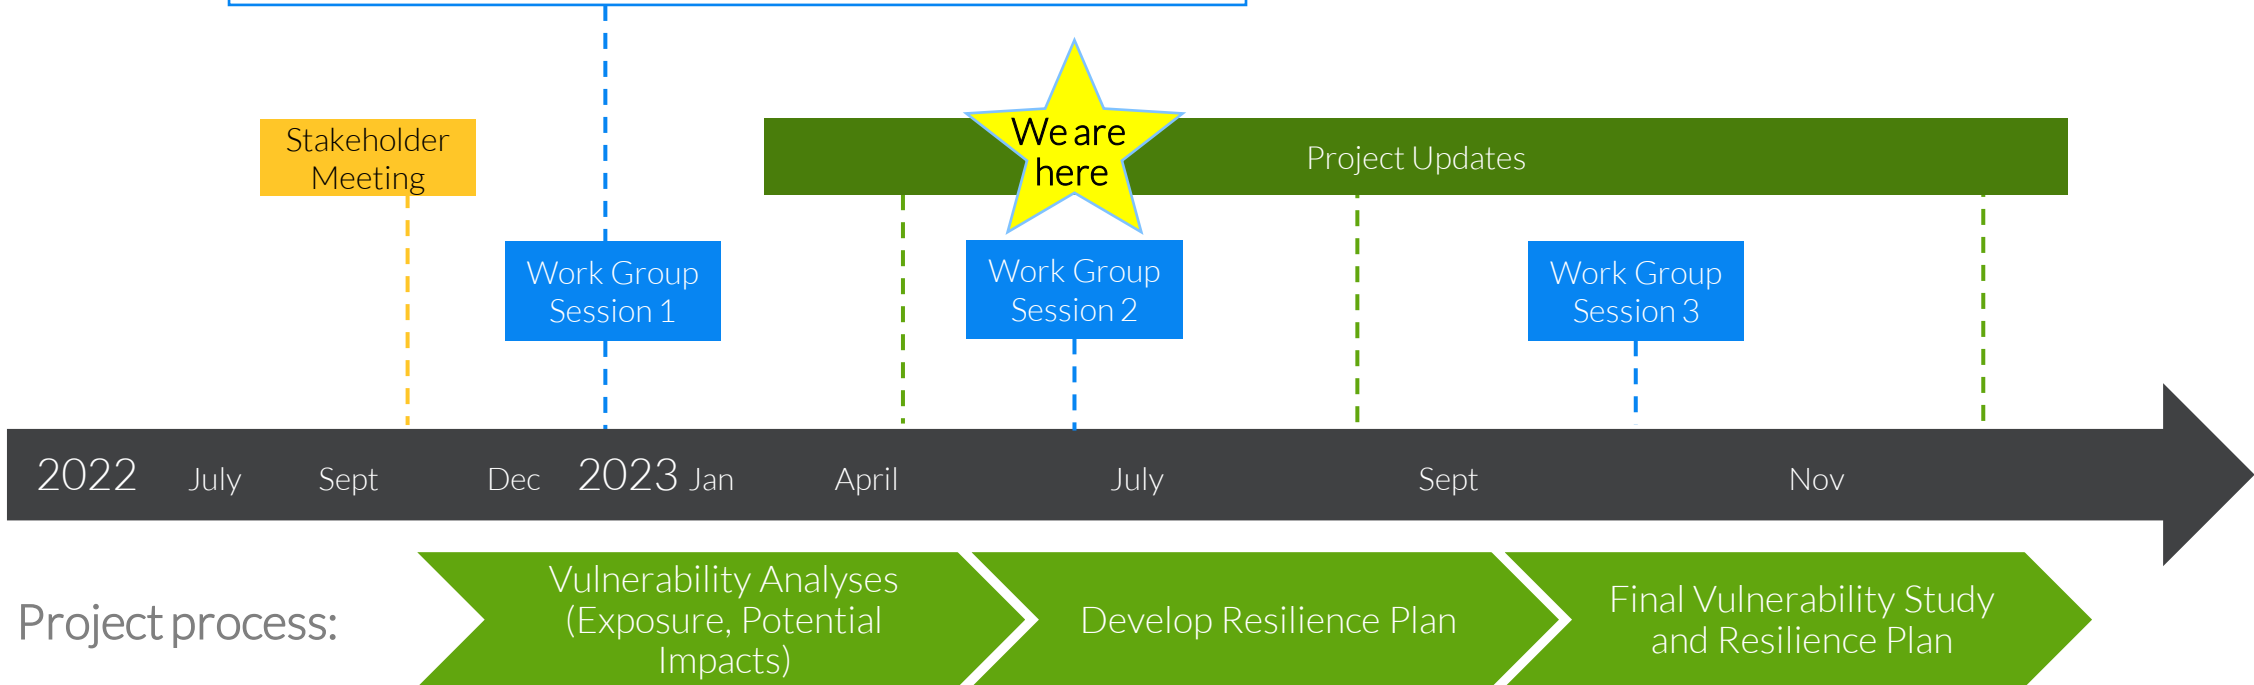 We are
here
Stakeholder
Meeting
Project Updates
Work Group
Session 1
Work Group
Session 2
Work Group
Session 3
2022 July Sept Dec 2023 Jan April July Sept Nov
Project process:
Vulnerability Analyses
(Exposure, Potential
Impacts)
Develop Resilience Plan
Final Vulnerability Study
and Resilience Plan